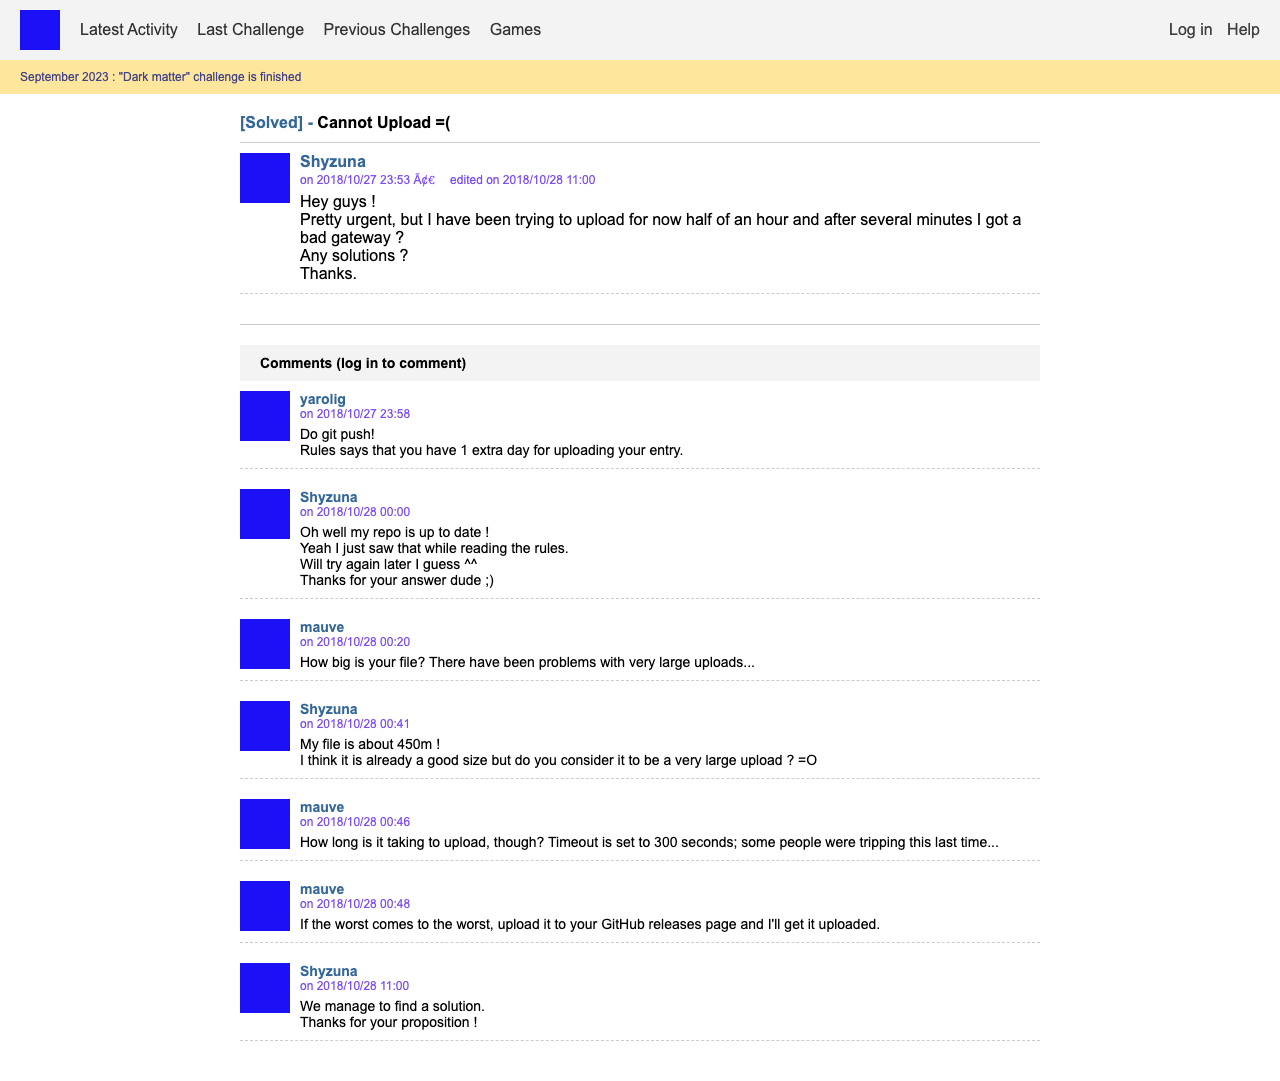 Latest Activity Last Challenge Previous Challenges Games Log in Help
September 2023 : "Dark matter" challenge is finished
[Solved] - Cannot Upload =(
Shyzuna
on 2018/10/27 23:53 Ã¢€ edited on 2018/10/28 11:00
Hey guys !
Pretty urgent, but I have been trying to upload for now half of an hour and after several minutes I got a
bad gateway ?
Any solutions ?
Thanks.
Comments (log in to comment)
yarolig
on 2018/10/27 23:58
Do git push!
Rules says that you have 1 extra day for uploading your entry.
Shyzuna
on 2018/10/28 00:00
Oh well my repo is up to date !
Yeah I just saw that while reading the rules.
Will try again later I guess ^^
Thanks for your answer dude ;)
mauve
on 2018/10/28 00:20
How big is your file? There have been problems with very large uploads...
Shyzuna
on 2018/10/28 00:41
My file is about 450m !
I think it is already a good size but do you consider it to be a very large upload ? =O
mauve
on 2018/10/28 00:46
How long is it taking to upload, though? Timeout is set to 300 seconds; some people were tripping this last time...
mauve
on 2018/10/28 00:48
If the worst comes to the worst, upload it to your GitHub releases page and I'll get it uploaded.
Shyzuna
on 2018/10/28 11:00
We manage to find a solution.
Thanks for your proposition !